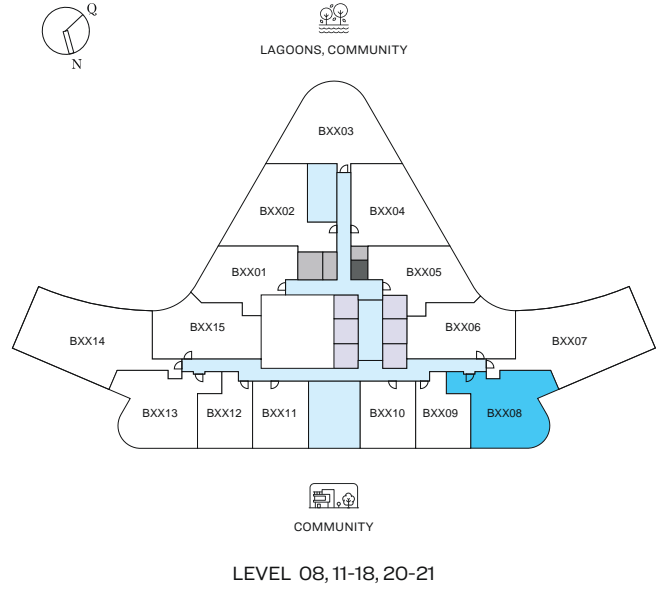 Q
N
LAGOONS, COMMUNITY
BXX03
BXX02
BXX04
BXX01
BXX05
BXX14
BXX15
BXX06
BXX07
BXX13
BXX12
BXX11
BXX10
BXX09
BXX08
COMMUNITY
LEVEL 08, 11-18, 20-21